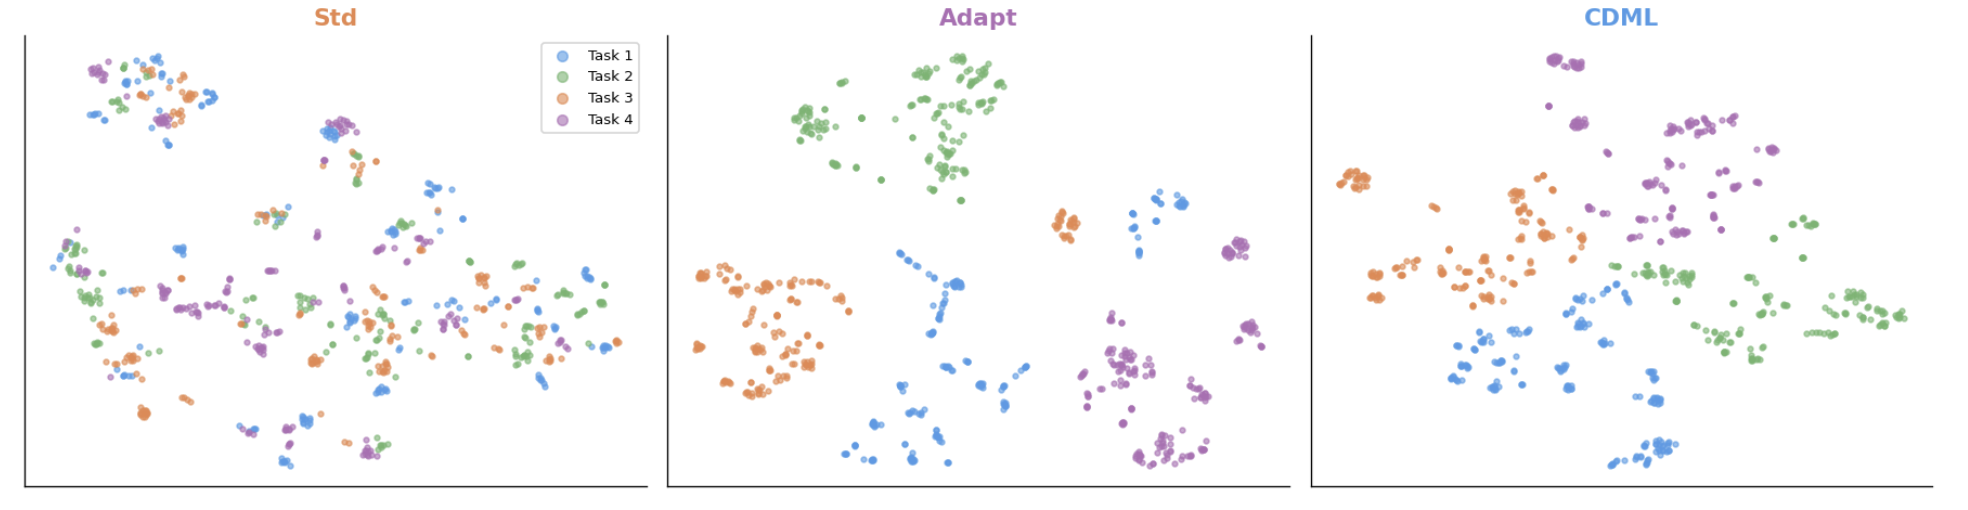 Std
Adapt
CDML
Task 1
Task 2
Task 3
Task 4